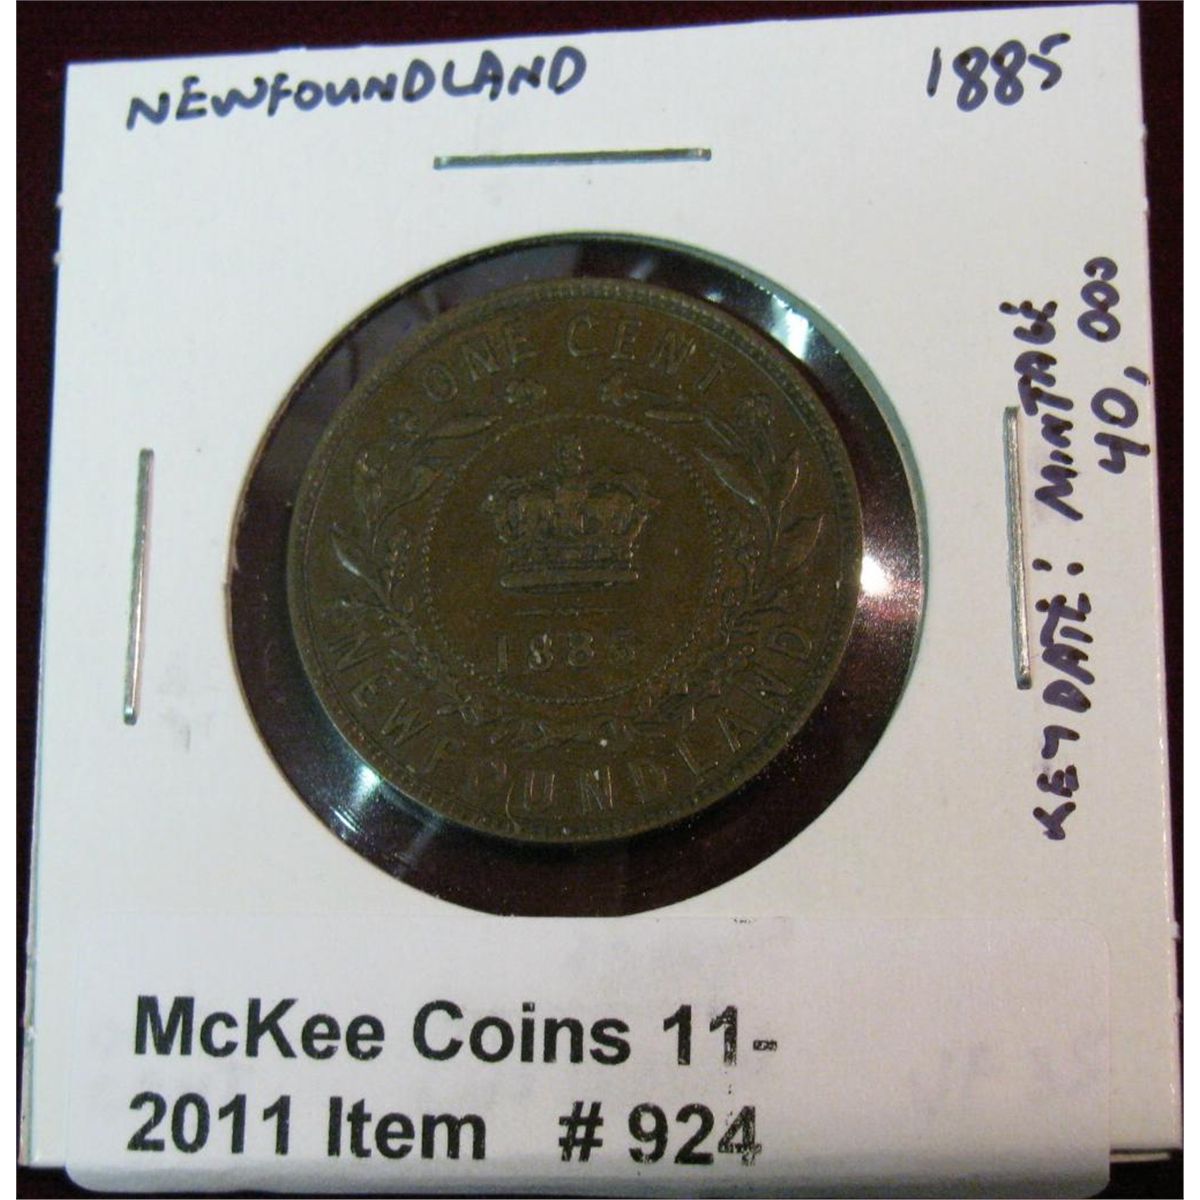 NEWFOUNDLAND
1885
KEY DATE: MINTAGE
40,000
ONE CENT
1885
NEWFOUNDLAND
McKee Coins 11-
2011 Item # 924